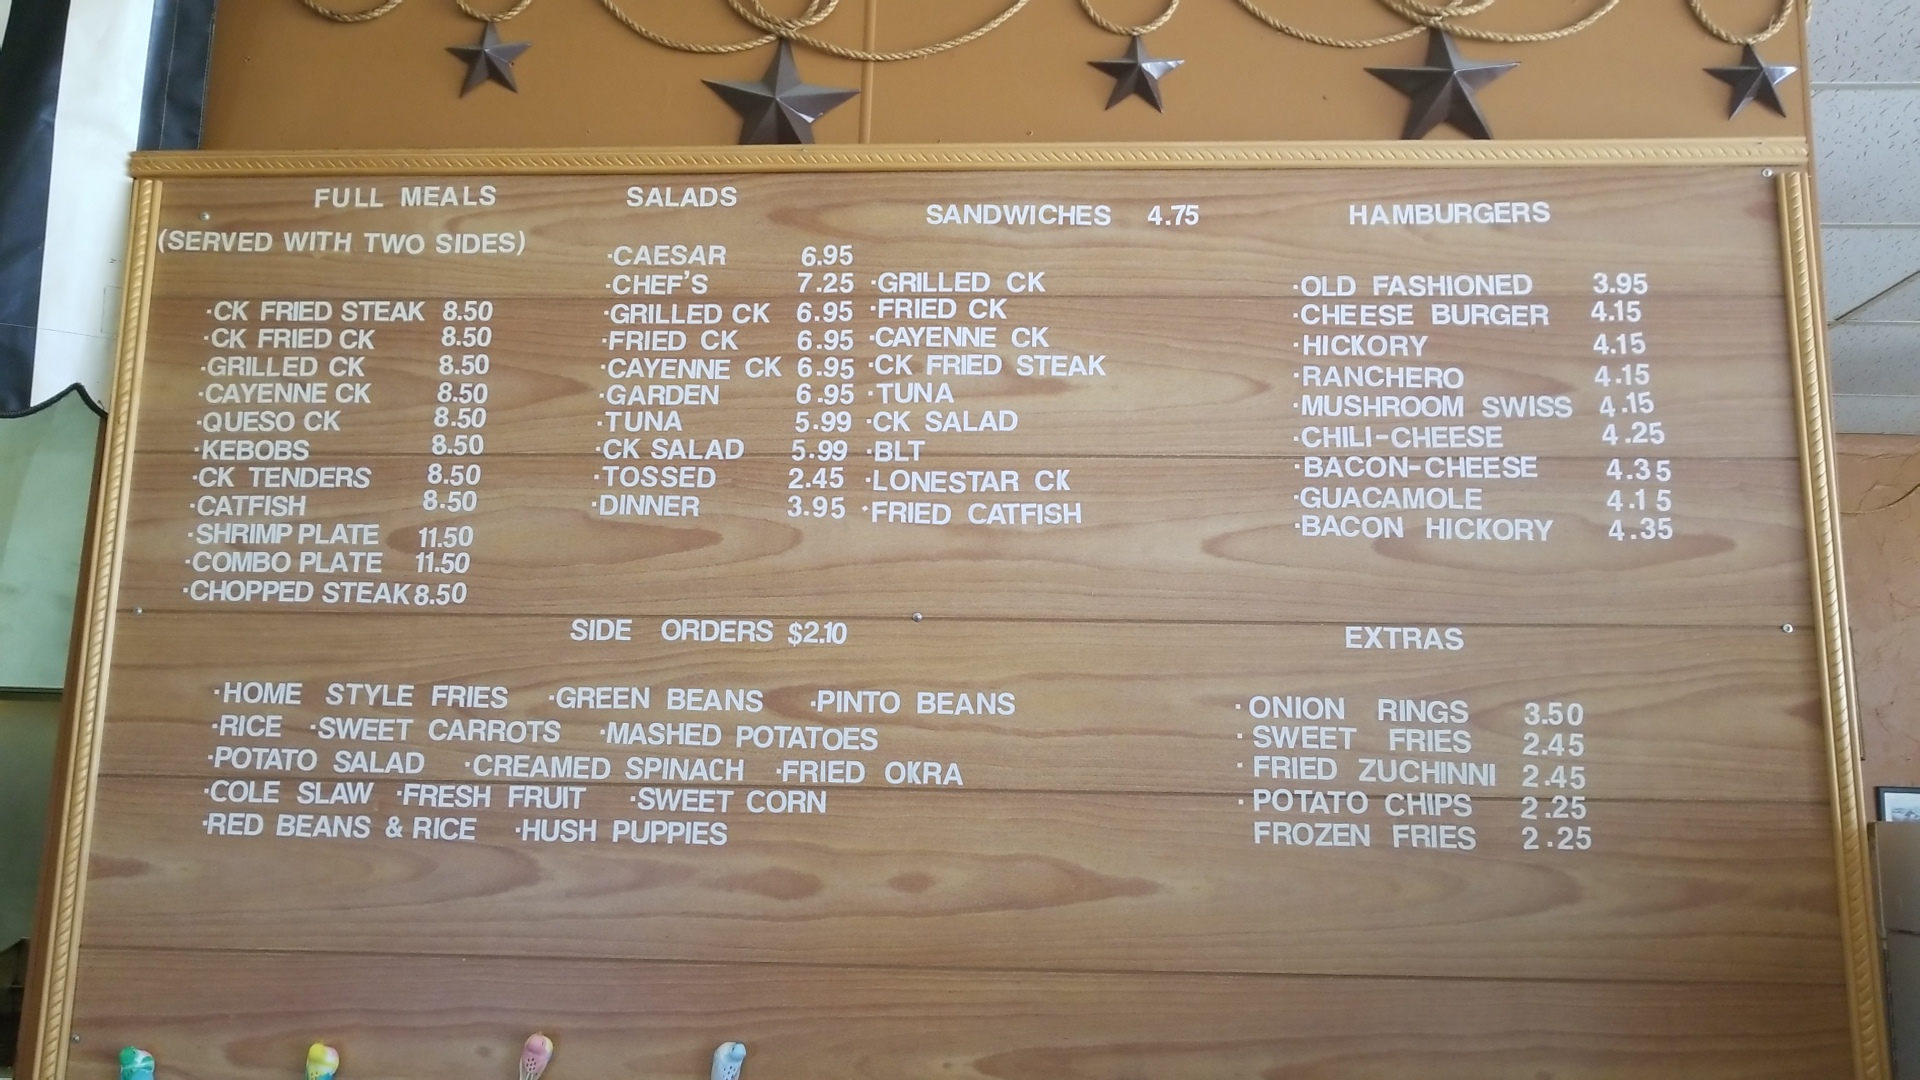 FULL MEALS
(SERVED WITH TWO SIDES)
·CK FRIED STEAK 8.50
·CK FRIED CK 8.50
·GRILLED CK 8.50
·CAYENNE CK 8.50
·QUESO CK 8.50
·KEBOBS 8.50
·CK TENDERS 8.50
·CATFISH 8.50
·SHRIMP PLATE 11.50
·COMBO PLATE 11.50
·CHOPPED STEAK 8.50
SALADS
·CAESAR 6.95
·CHEF'S 7.25
·GRILLED CK 6.95
·FRIED CK 6.95
·CAYENNE CK 6.95
·GARDEN 6.95
·TUNA 5.99
·CK SALAD 5.99
·TOSSED 2.45
·DINNER 3.95
SANDWICHES 4.75
·GRILLED CK
·FRIED CK
·CAYENNE CK
·CK FRIED STEAK
·TUNA
·CK SALAD
·BLT
·LONESTAR CK
·FRIED CATFISH
HAMBURGERS
·OLD FASHIONED 3.95
·CHEESE BURGER 4.15
·HICKORY 4.15
·RANCHERO 4.15
·MUSHROOM SWISS 4.15
·CHILI-CHEESE 4.25
·BACON-CHEESE 4.35
·GUACAMOLE 4.15
·BACON HICKORY 4.35
SIDE ORDERS $2.10
·HOME STYLE FRIES ·GREEN BEANS ·PINTO BEANS
·RICE ·SWEET CARROTS ·MASHED POTATOES
·POTATO SALAD ·CREAMED SPINACH ·FRIED OKRA
·COLE SLAW ·FRESH FRUIT ·SWEET CORN
·RED BEANS & RICE ·HUSH PUPPIES
EXTRAS
·ONION RINGS 3.50
·SWEET FRIES 2.45
·FRIED ZUCHINNI 2.45
·POTATO CHIPS 2.25
FROZEN FRIES 2.25